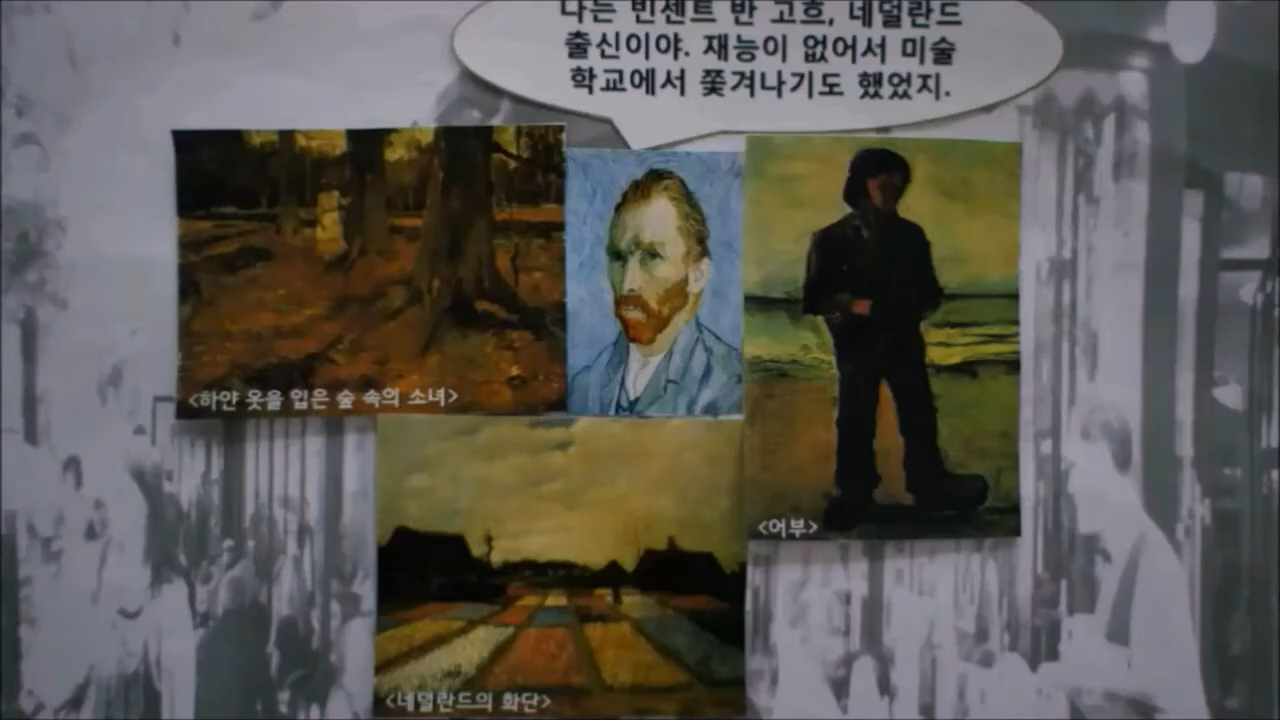 나는 빈센트 반 고흐, 네덜란드
출신이야. 재능이 없어서 미술
학교에서 쫓겨나기도 했었지.
<하얀 옷을 입은 숲 속의 소녀>
<어부>
<네덜란드의 화단>